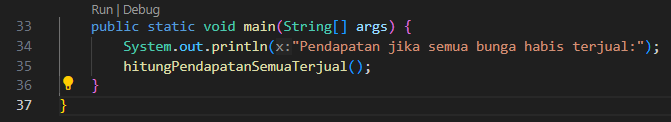 Run | Debug
33 public static void main(String[] args) {
34 System.out.println(x:"Pendapatan jika semua bunga habis terjual:");
35 hitungPendapatanSemuaTerjual();
36 }
37 }